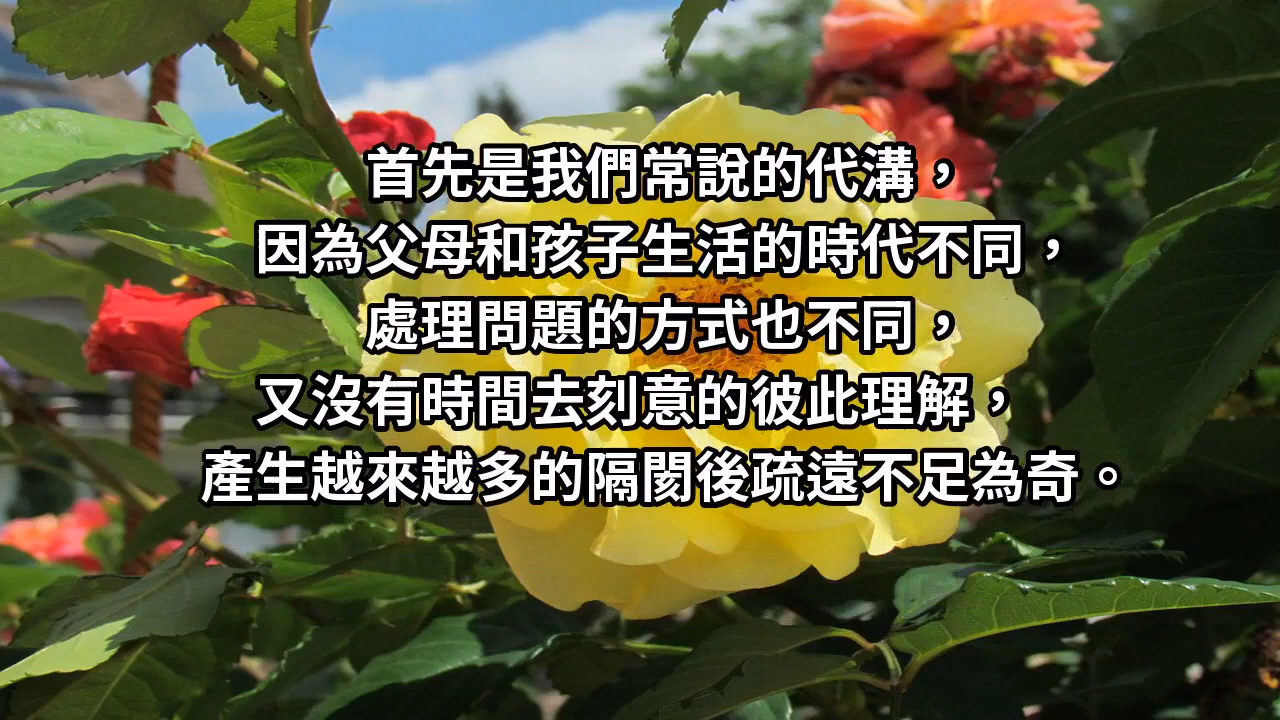 首先是我們常說的代溝，
因為父母和孩子生活的時代不同，
處理問題的方式也不同，
又沒有時間去刻意的彼此理解，
產生越來越多的隔閡後疏遠不足為奇。